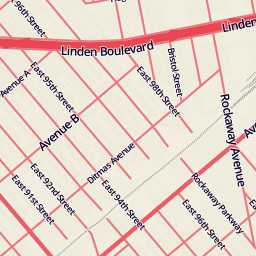 East 96th Street
Linden
Linden Boulevard
Bristol Street
Avenue A
East 95th Street
East 98th Street
Rockaway Avenue
Avenue B
Ditmas Avenue
East 91st Street
East 92nd Street
East 94th Street
Rockaway Parkway
East 96th Street